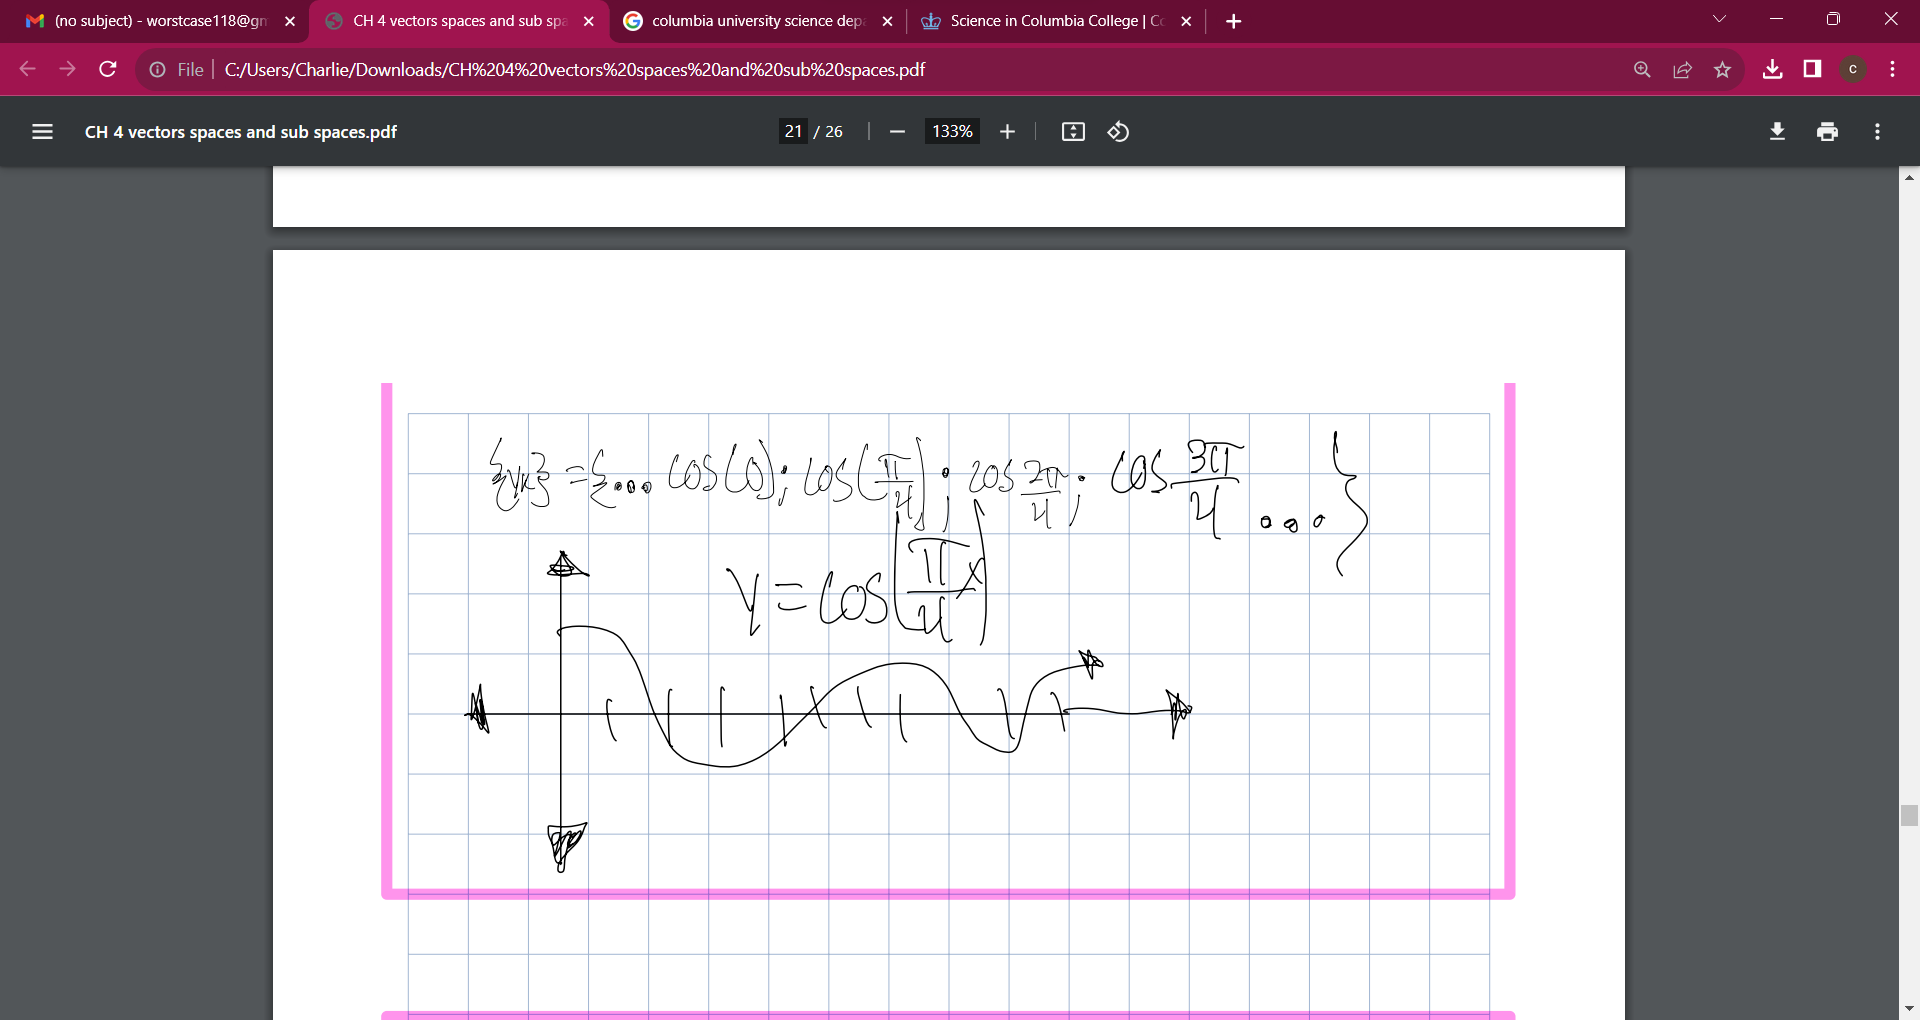 (no subject) - worstcase118@gm
CH 4 vectors spaces and sub spa
columbia university science depa
Science in Columbia College | Co
File
C:/Users/Charlie/Downloads/CH%204%20vectors%20spaces%20and%20sub%20spaces.pdf
c
CH 4 vectors spaces and sub spaces.pdf
21 / 26
133%
{yk} = {... cos(0); cos(π/4); cos 2π/4; cos 3π/4 ... }
y = cos(π/4 x)